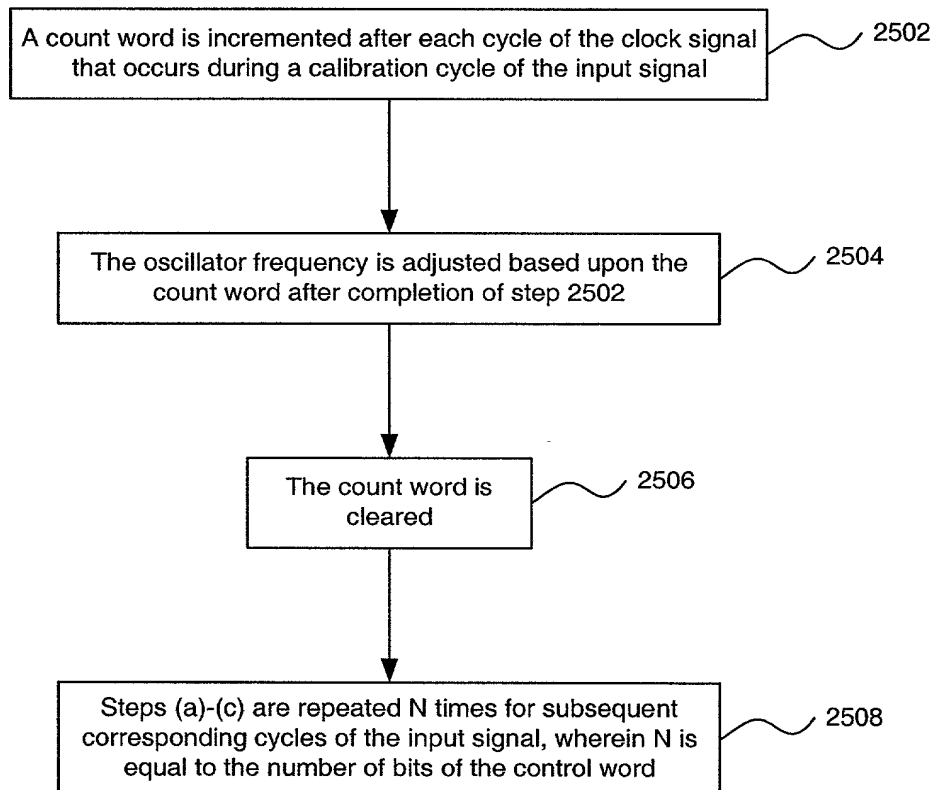 A count word is incremented after each cycle of the clock signal
that occurs during a calibration cycle of the input signal
2502
The oscillator frequency is adjusted based upon the
count word after completion of step 2502
2504
The count word is
cleared
2506
Steps (a)-(c) are repeated N times for subsequent
corresponding cycles of the input signal, wherein N is
equal to the number of bits of the control word
2508